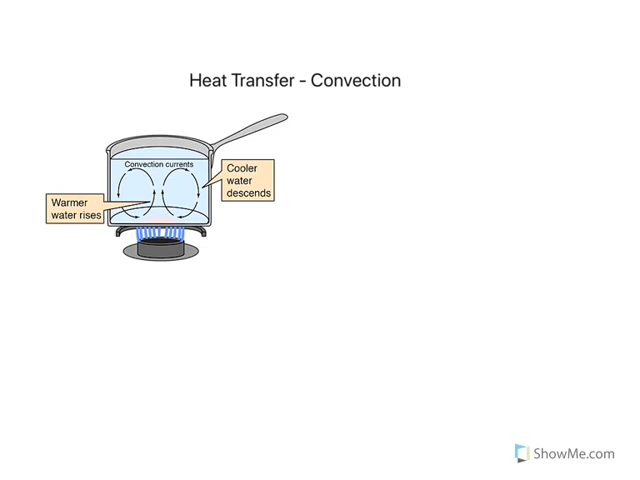 Heat Transfer - Convection
Convection currents
Cooler
water
descends
Warmer
water rises
ShowMe.com